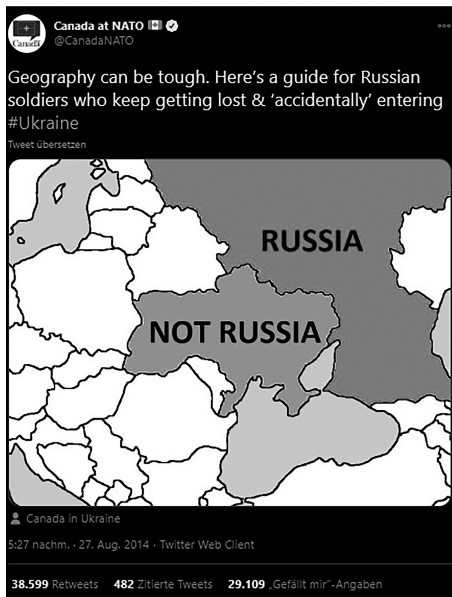 Canada at NATO
@CanadaNATO
Geography can be tough. Here’s a guide for Russian
soldiers who keep getting lost & ‘accidentally’ entering
#Ukraine
Tweet übersetzen
RUSSIA
NOT RUSSIA
Canada in Ukraine
5:27 nachm. · 27. Aug. 2014 · Twitter Web Client
38.599 Retweets 482 Zitierte Tweets 29.109 „Gefällt mir“-Angaben